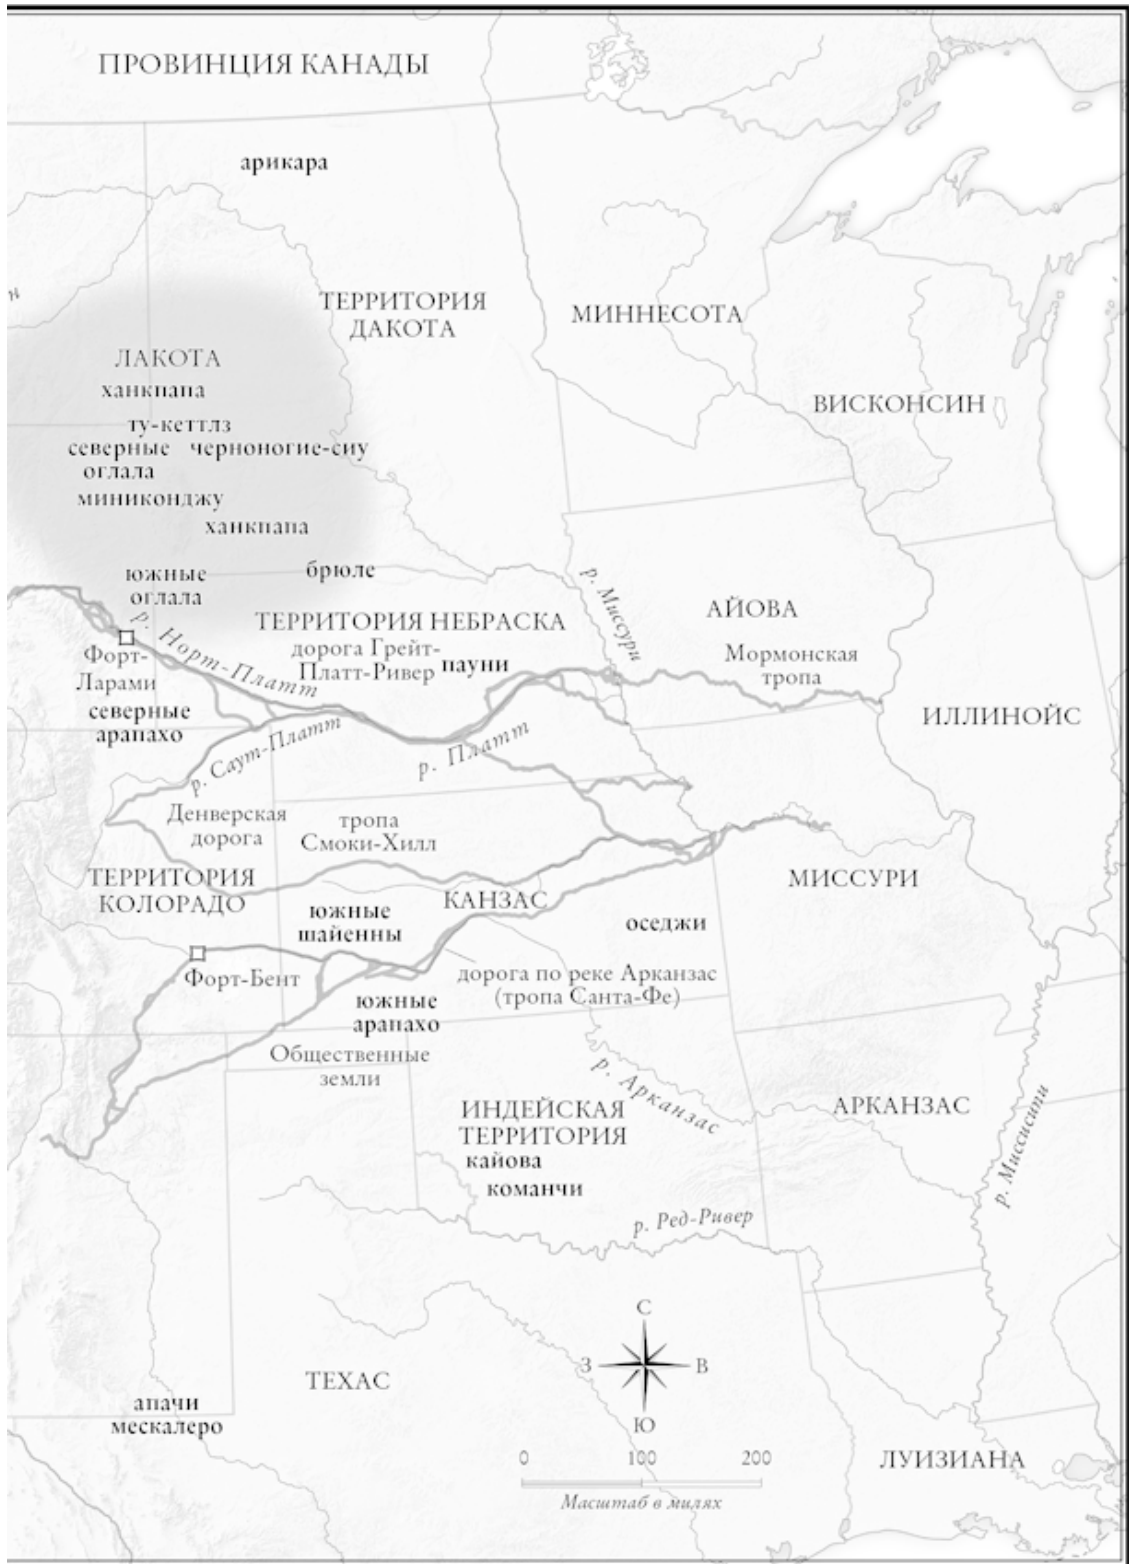 ПРОВИНЦИЯ КАНАДЫ
арикара
ТЕРРИТОРИЯ
ДАКОТА
МИННЕСОТА
ЛАКОТА
ханкпапа
ВИСКОНСИН
ту-кеттлз
северные
оглала
черноногие-сиу
миниконджу
ханкпапа
южные
оглала
брюле
р. Миссури
АЙОВА
ТЕРРИТОРИЯ НЕБРАСКА
р. Норт-Платт
дорога Грейт-
Платт-Ривер
пауни
Мормонская
тропа
Форт-
Ларами
северные
арапахо
ИЛЛИНОЙС
р. Саут-Платт
р. Платт
Денверская
дорога
тропа
Смоки-Хилл
ТЕРРИТОРИЯ
КОЛОРАДО
МИССУРИ
КАНЗАС
южные
шайенны
оседжи
Форт-Бент
дорога по реке Арканзас
(тропа Санта-Фе)
южные
арапахо
Общественные
земли
р. Арканзас
ИНДЕЙСКАЯ
ТЕРРИТОРИЯ
АРКАНЗАС
р. Миссисипи
кайова
команчи
р. Ред-Ривер
С
З
В
Ю
ТЕХАС
апачи
мескалеро
0 100 200
Масштаб в милях
ЛУИЗИАНА